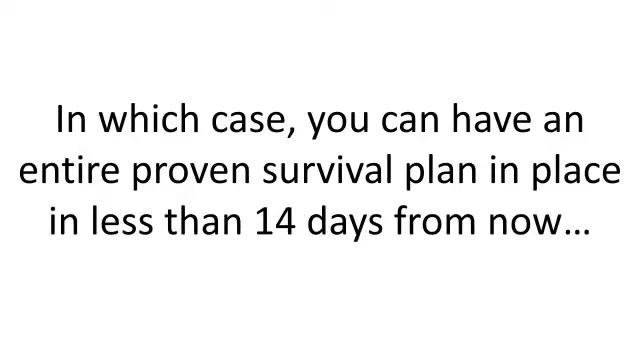 In which case, you can have an
entire proven survival plan in place
in less than 14 days from now...